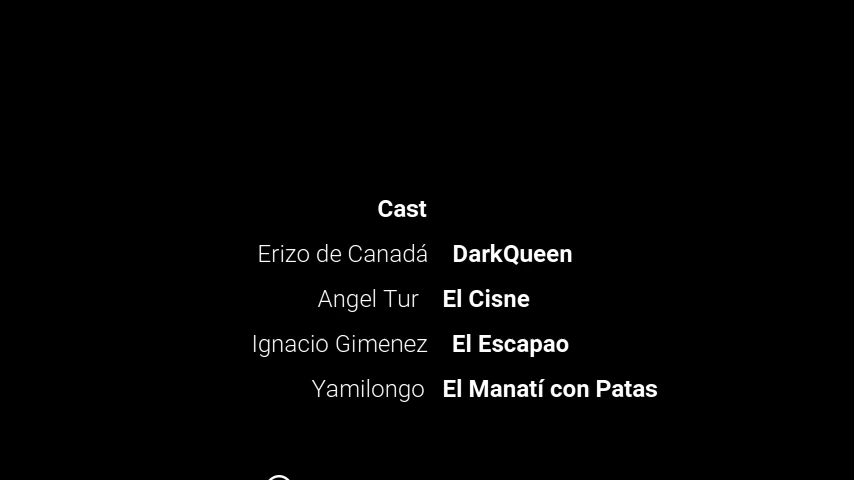 Cast
Erizo de Canadá DarkQueen
Angel Tur El Cisne
Ignacio Gimenez El Escapao
Yamilongo El Manatí con Patas